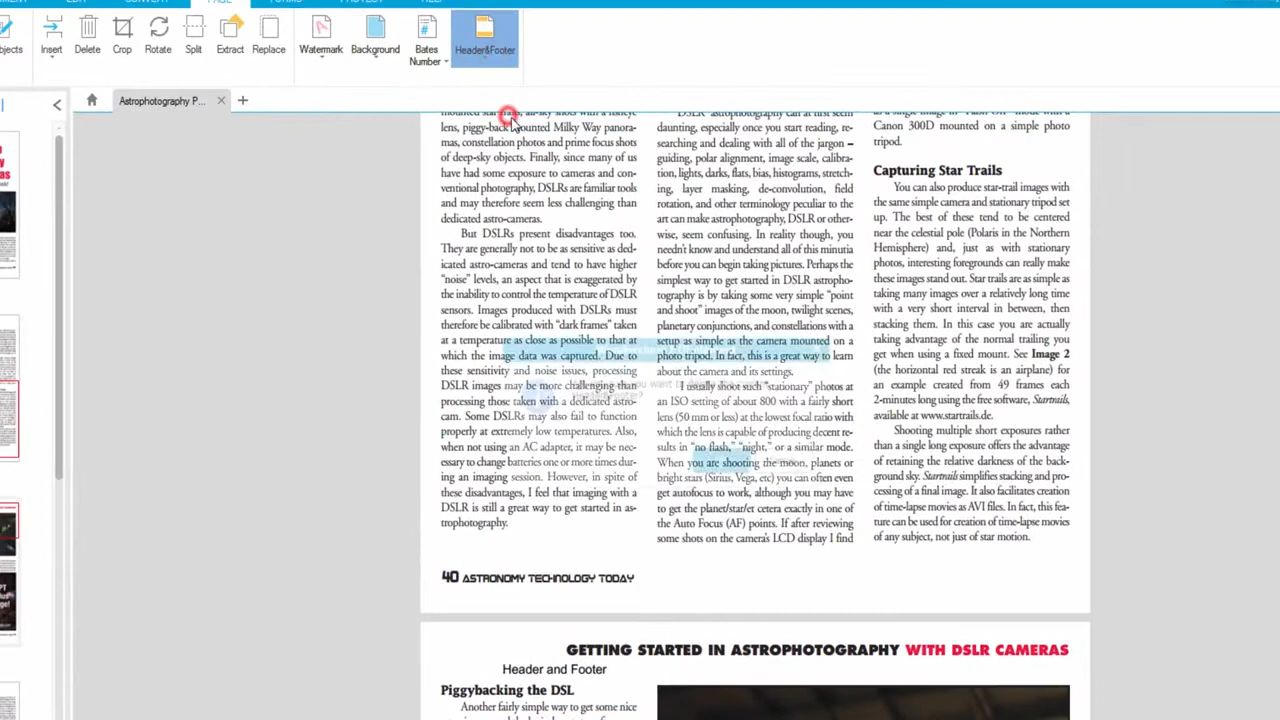 PAGE
FORMS
HELP
Insert
Delete
Crop
Rotate
Split
Extract
Replace
Watermark
Background
Bates
Number
Header&Footer
Astrophotography P...
lens, piggy-back mounted Milky Way panora-
mas, constellation photos and prime focus shots
of deep-sky objects. Finally, since many of us
have had some exposure to cameras and con-
ventional photography, DSLRs are familiar tools
and may therefore seem less challenging than
dedicated astro-cameras.
But DSLRs present disadvantages too.
They are generally not to be as sensitive as ded-
icated astro-cameras and tend to have higher
“noise” levels, an aspect that is exaggerated by
the inability to control the temperature of DSLR
sensors. Images produced with DSLRs must
therefore be calibrated with “dark frames” taken
at a temperature as close as possible to that at
which the image data was captured. Due to
these sensitivity and noise issues, processing
DSLR images may be more challenging than
processing those taken with a dedicated astro-
cam. Some DSLRs may also fail to function
properly at extremely low temperatures. Also,
when not using an AC adapter, it may be nec-
essary to change batteries one or more times dur-
ing an imaging session. However, in spite of
these disadvantages, I feel that imaging with a
DSLR is still a great way to get started in as-
trophotography.
DSLR astrophotography can at first seem
daunting, especially once you start reading, re-
searching and dealing with all of the jargon –
guiding, polar alignment, image scale, calibra-
tion, lights, darks, flats, bias, histograms, stretch-
ing, layer masking, de-convolution, field
rotation, and other terminology peculiar to the
art can make astrophotography, DSLR or other-
wise, seem confusing. In reality though, you
needn’t know and understand all of this minutia
before you can begin taking pictures. Perhaps the
simplest way to get started in DSLR astropho-
tography is by taking some very simple “point
and shoot” images of the moon, twilight scenes,
planetary conjunctions, and constellations with a
setup as simple as the camera mounted on a
photo tripod. In fact, this is a great way to learn
about the camera and its settings.
I usually shoot such “stationary” photos at
an ISO setting of about 800 with a fairly short
lens (50 mm or less) at the lowest focal ratio with
which the lens is capable of producing decent re-
sults in “no flash,” “night,” or a similar mode.
When you are shooting the moon, planets or
bright stars (Sirius, Vega, etc) you can often even
get autofocus to work, although you may have
to get the planet/star/et cetera exactly in one of
the Auto Focus (AF) points. If after reviewing
some shots on the camera’s LCD display I find
Canon 300D mounted on a simple photo
tripod.
Capturing Star Trails
You can also produce star-trail images with
the same simple camera and stationary tripod set
up. The best of these tend to be centered
near the celestial pole (Polaris in the Northern
Hemisphere) and, just as with stationary
photos, interesting foregrounds can really make
these images stand out. Star trails are as simple as
taking many images over a relatively long time
with a very short interval in between, then
stacking them. In this case you are actually
taking advantage of the normal trailing you
get when using a fixed mount. See Image 2
(the horizontal red streak is an airplane) for
an example created from 49 frames each
2-minutes long using the free software, Startrails,
available at www.startrails.de.
Shooting multiple short exposures rather
than a single long exposure offers the advantage
of retaining the relative darkness of the back-
ground sky. Startrails simplifies stacking and pro-
cessing of a final image. It also facilitates creation
of time-lapse movies as AVI files. In fact, this fea-
ture can be used for creation of time-lapse movies
of any subject, not just of star motion.
40 ASTRONOMY TECHNOLOGY TODAY
GETTING STARTED IN ASTROPHOTOGRAPHY WITH DSLR CAMERAS
Header and Footer
Piggybacking the DSL
Another fairly simple way to get some nice